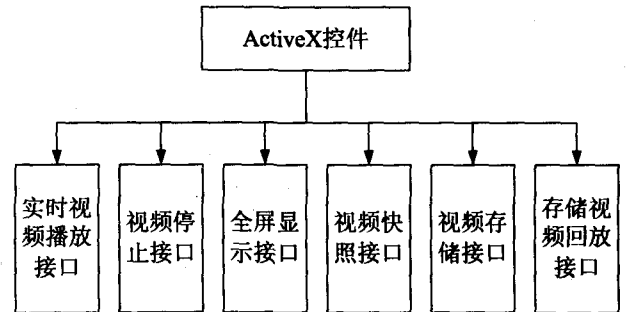 ActiveX控件
实时视
频播放
接口
视频停
止接口
全屏显
示接口
视频快
照接口
视频存
储接口
存储视
频回放
接口